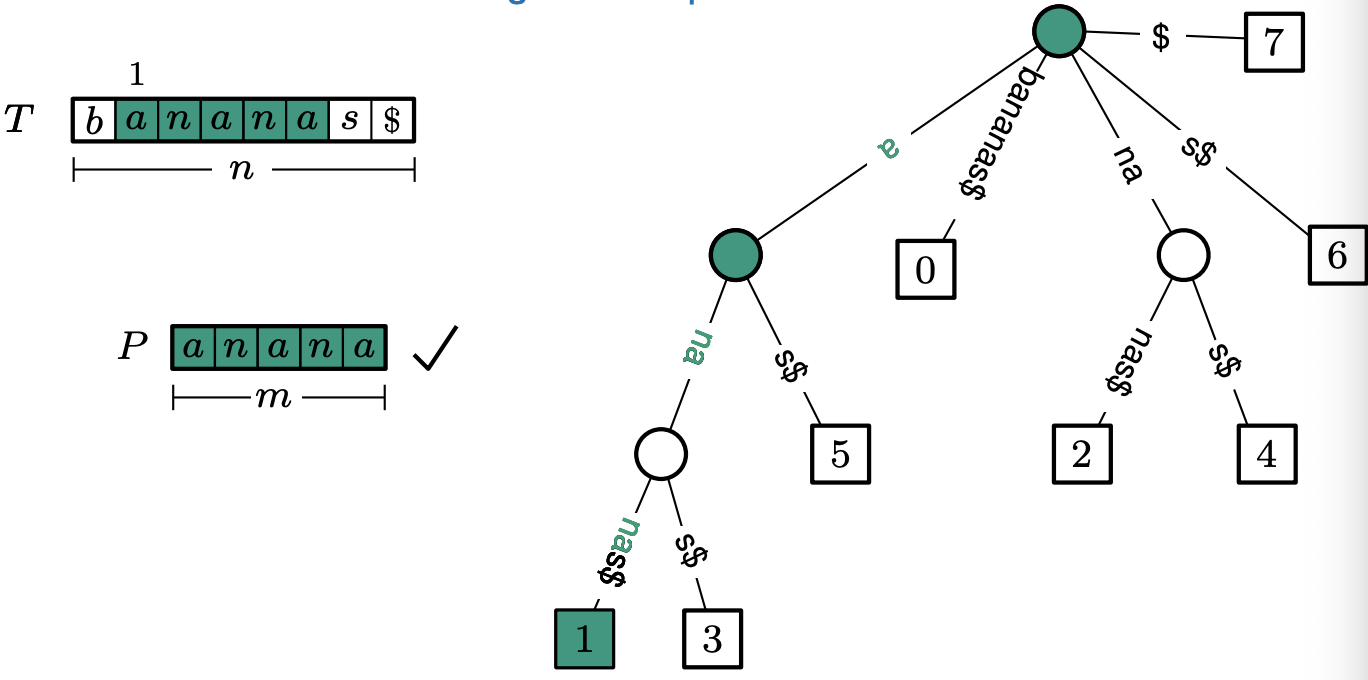 1
T b a n a n a s $
n
P a n a n a ✓
m
$ 7
a
bananas$
na
s$
0
6
na
s$
nas$
s$
5
2
4
nas$
s$
1
3